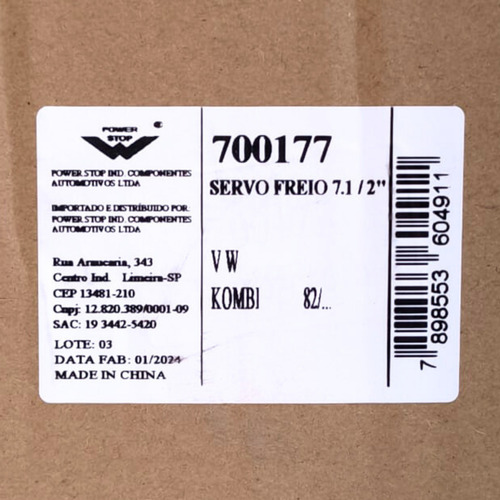 POWER
STOP
POWER STOP IND. COMPONENTES
AUTOMOTIVOS LTDA
IMPORTADO E DISTRIBUIDO POR:
POWER STOP IND. COMPONENTES
AUTOMOTIVOS LTDA
Rua Araucaria, 343
Centro Ind. Limeira-SP
CEP 13481-210
Cnpj: 12.820.389/0001-09
SAC: 19 3442-5420
LOTE: 03
DATA FAB: 01/2024
MADE IN CHINA
700177
SERVO FREIO 7.1 / 2"
VW
KOMBI 82/...
7 898553 604911